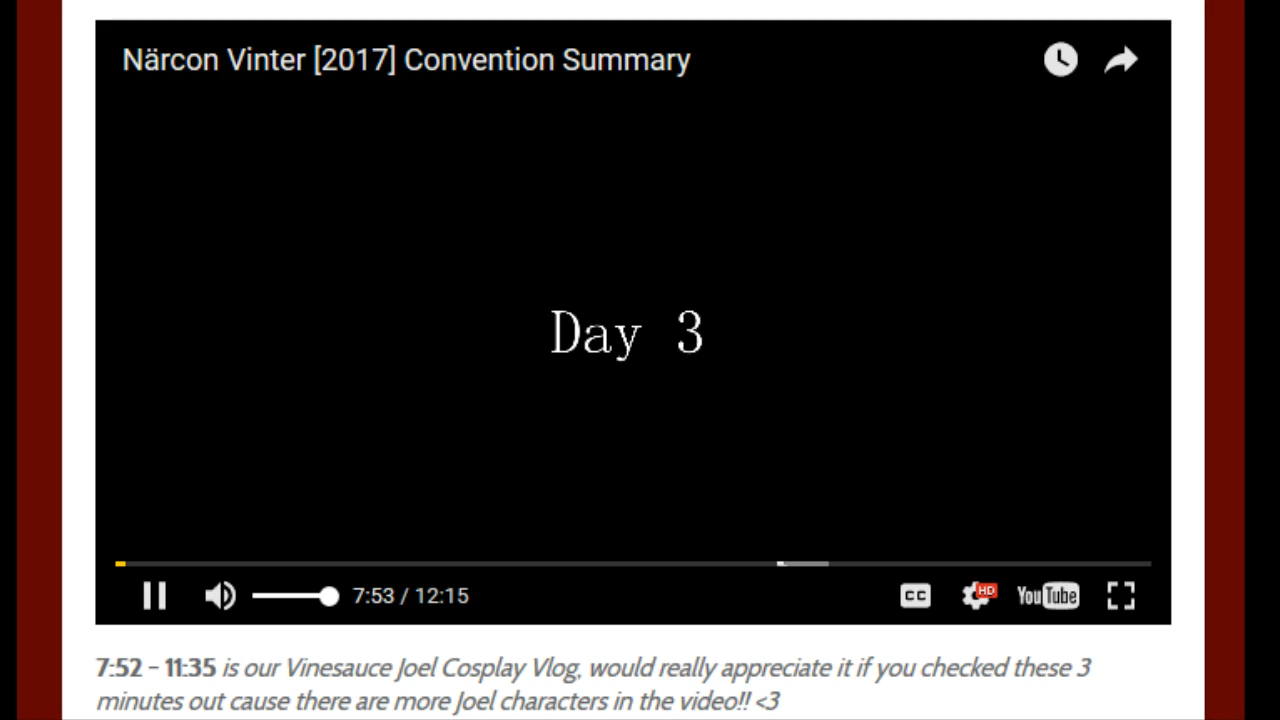 Närcon Vinter [2017] Convention Summary
Day 3
7:53 / 12:15
CC
HD
YouTube
7:52 - 11:35 is our Vinesauce Joel Cosplay Vlog, would really appreciate it if you checked these 3
minutes out cause there are more Joel characters in the video!! <3